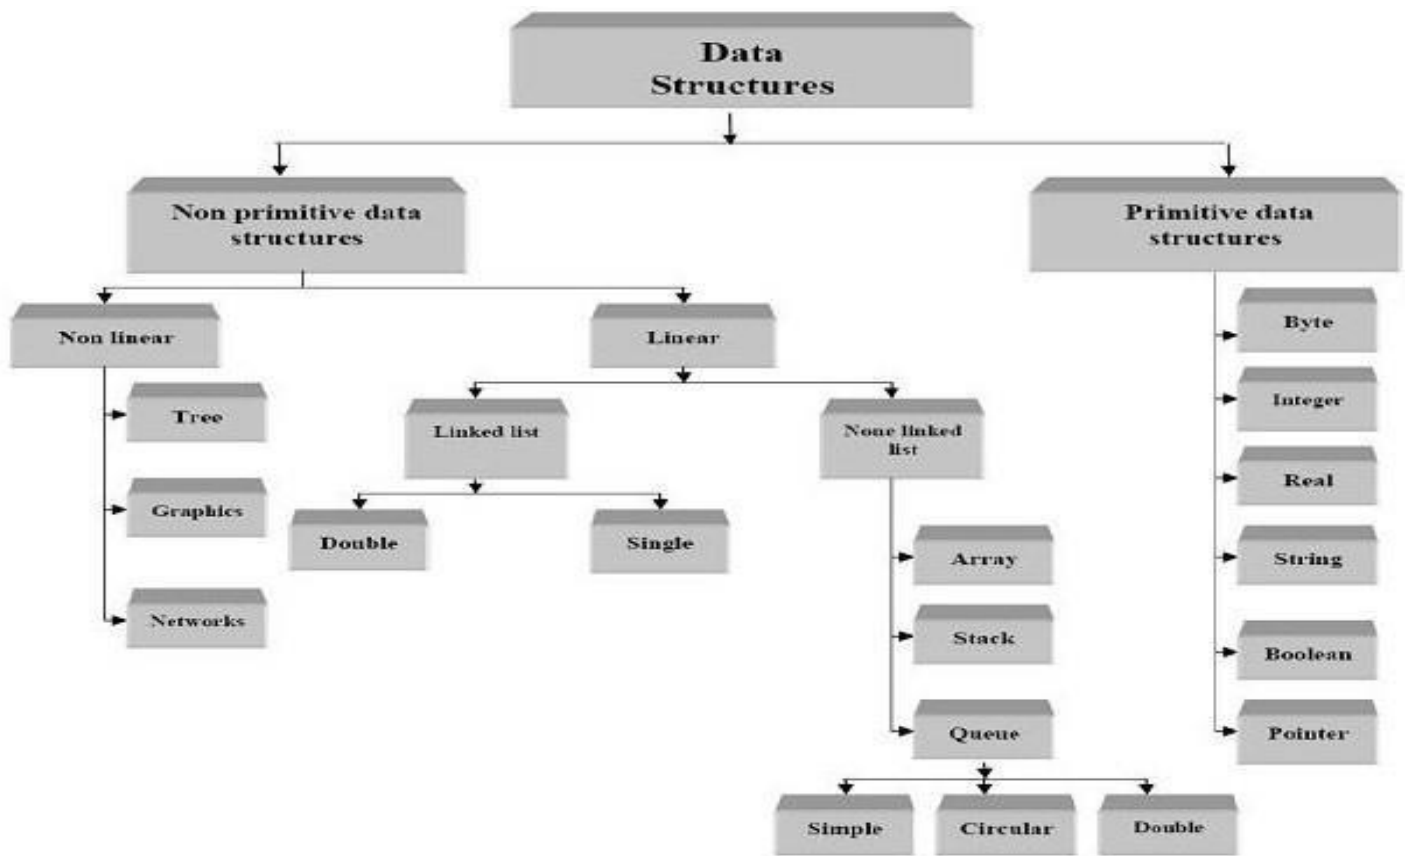 Data
Structures
Non primitive data
structures
Primitive data
structures
Non linear
Linear
Byte
Integer
Tree
Linked list
None linked
list
Real
Graphics
Double
Single
Array
String
Networks
Stack
Boolean
Queue
Pointer
Simple
Circular
Double